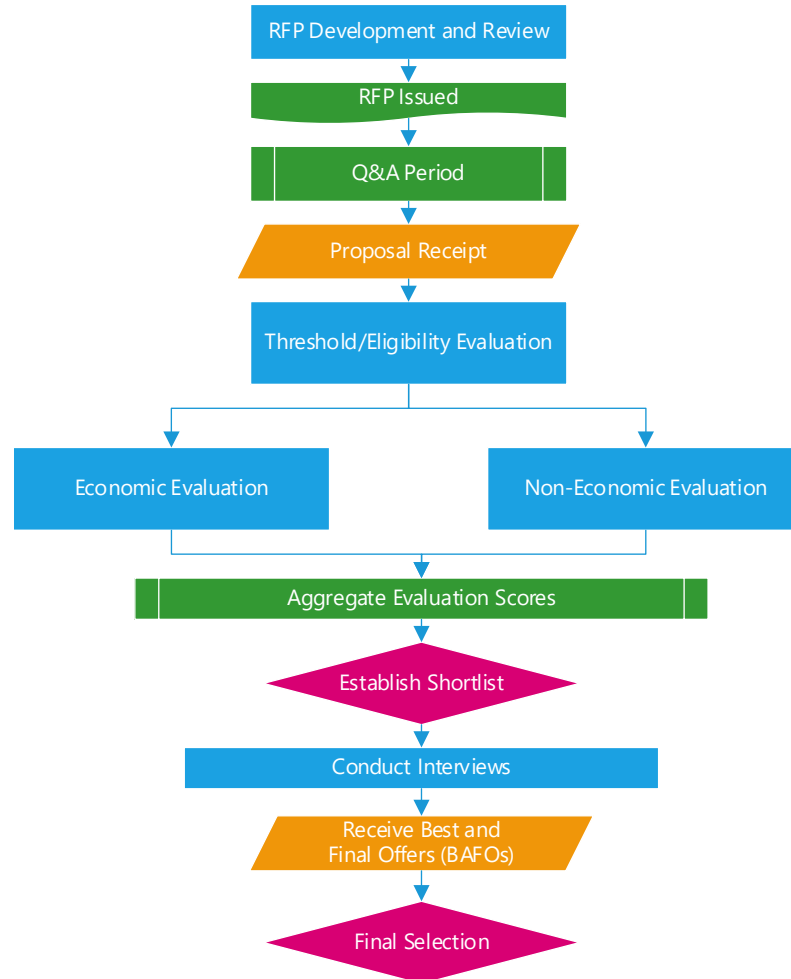 RFP Development and Review
RFP Issued
Q&A Period
Proposal Receipt
Threshold/Eligibility Evaluation
Economic Evaluation
Non-Economic Evaluation
Aggregate Evaluation Scores
Establish Shortlist
Conduct Interviews
Receive Best and
Final Offers (BAFOs)
Final Selection